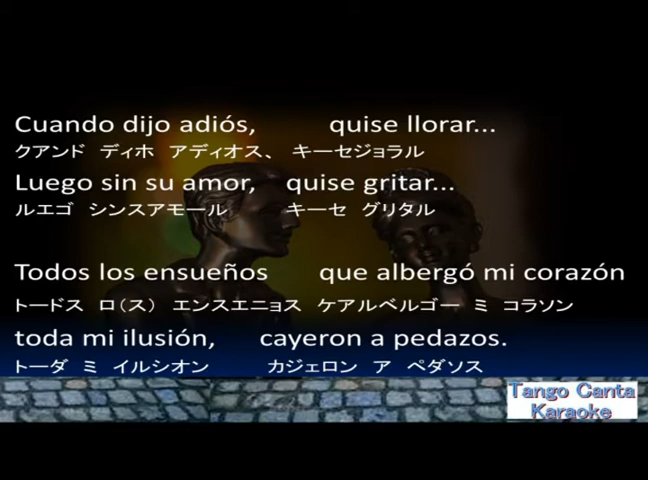 Cuando dijo adiós, quise llorar...
クアンド ディホ アディオス、 キーセジョラル
Luego sin su amor, quise gritar...
ルエゴ シンスアモール キーセ グリタル
Todos los ensueños que albergó mi corazón
トードス ロ（ス） エンスエニョス ケアルベルゴー ミ コラソン
toda mi ilusión, cayeron a pedazos.
トーダ ミ イルシオン カジェロン ア ペダソス
Tango Canta
Karaoke